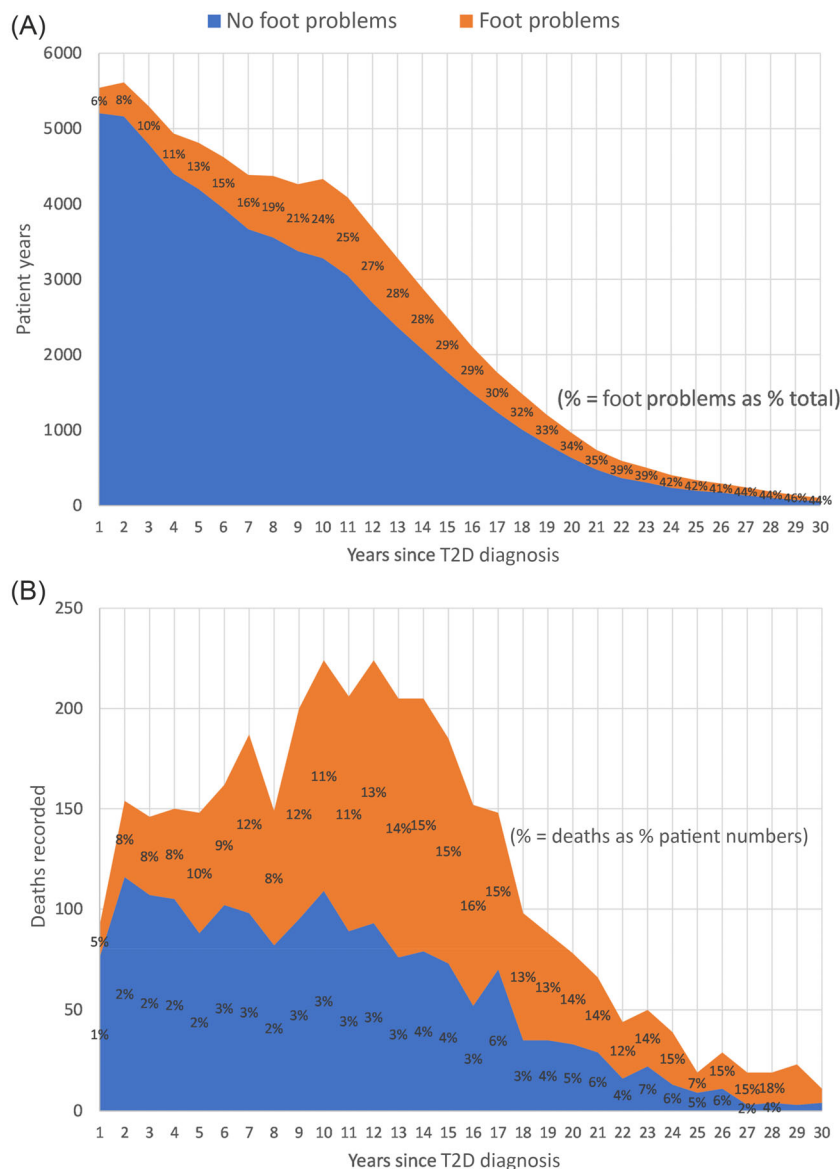 (A)
No foot problems Foot problems
6000
5000
4000
3000
2000
1000
0
Patient years
6% 8% 10% 11% 13% 15% 16% 19% 21% 24% 25% 27% 28% 28% 29% 29% 30% 32% 33% 34% 35% 39% 39% 42% 42% 41% 44% 44% 46% 44%
(% = foot problems as % total)
1 2 3 4 5 6 7 8 9 10 11 12 13 14 15 16 17 18 19 20 21 22 23 24 25 26 27 28 29 30
Years since T2D diagnosis
(B)
250
200
150
100
50
0
Deaths recorded
5% 8% 8% 8% 10% 9% 12% 8% 12% 11% 11% 13% 14% 15% 15% 16% 15% 13% 13% 14% 14% 12% 14% 15% 7% 15% 15% 18%
(% = deaths as % patient numbers)
1% 2% 2% 2% 2% 3% 3% 2% 3% 3% 3% 3% 3% 4% 4% 3% 6% 3% 4% 5% 6% 4% 7% 6% 5% 6% 2% 4%
1 2 3 4 5 6 7 8 9 10 11 12 13 14 15 16 17 18 19 20 21 22 23 24 25 26 27 28 29 30
Years since T2D diagnosis